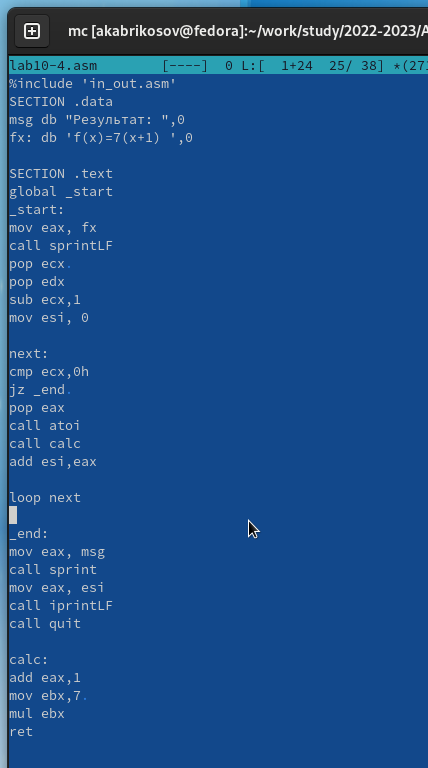 mc [akabrikosov@fedora]:~/work/study/2022-2023/
lab10-4.asm [----] 0 L:[ 1+24 25/ 38] *(27
%include 'in_out.asm'
SECTION .data
msg db "Результат: ",0
fx: db 'f(x)=7(x+1) ',0
SECTION .text
global _start
_start:
mov eax, fx
call sprintLF
pop ecx.
pop edx
sub ecx,1
mov esi, 0
next:
cmp ecx,0h
jz _end.
pop eax
call atoi
call calc
add esi,eax
loop next
_end:
mov eax, msg
call sprint
mov eax, esi
call iprintLF
call quit
calc:
add eax,1
mov ebx,7.
mul ebx
ret